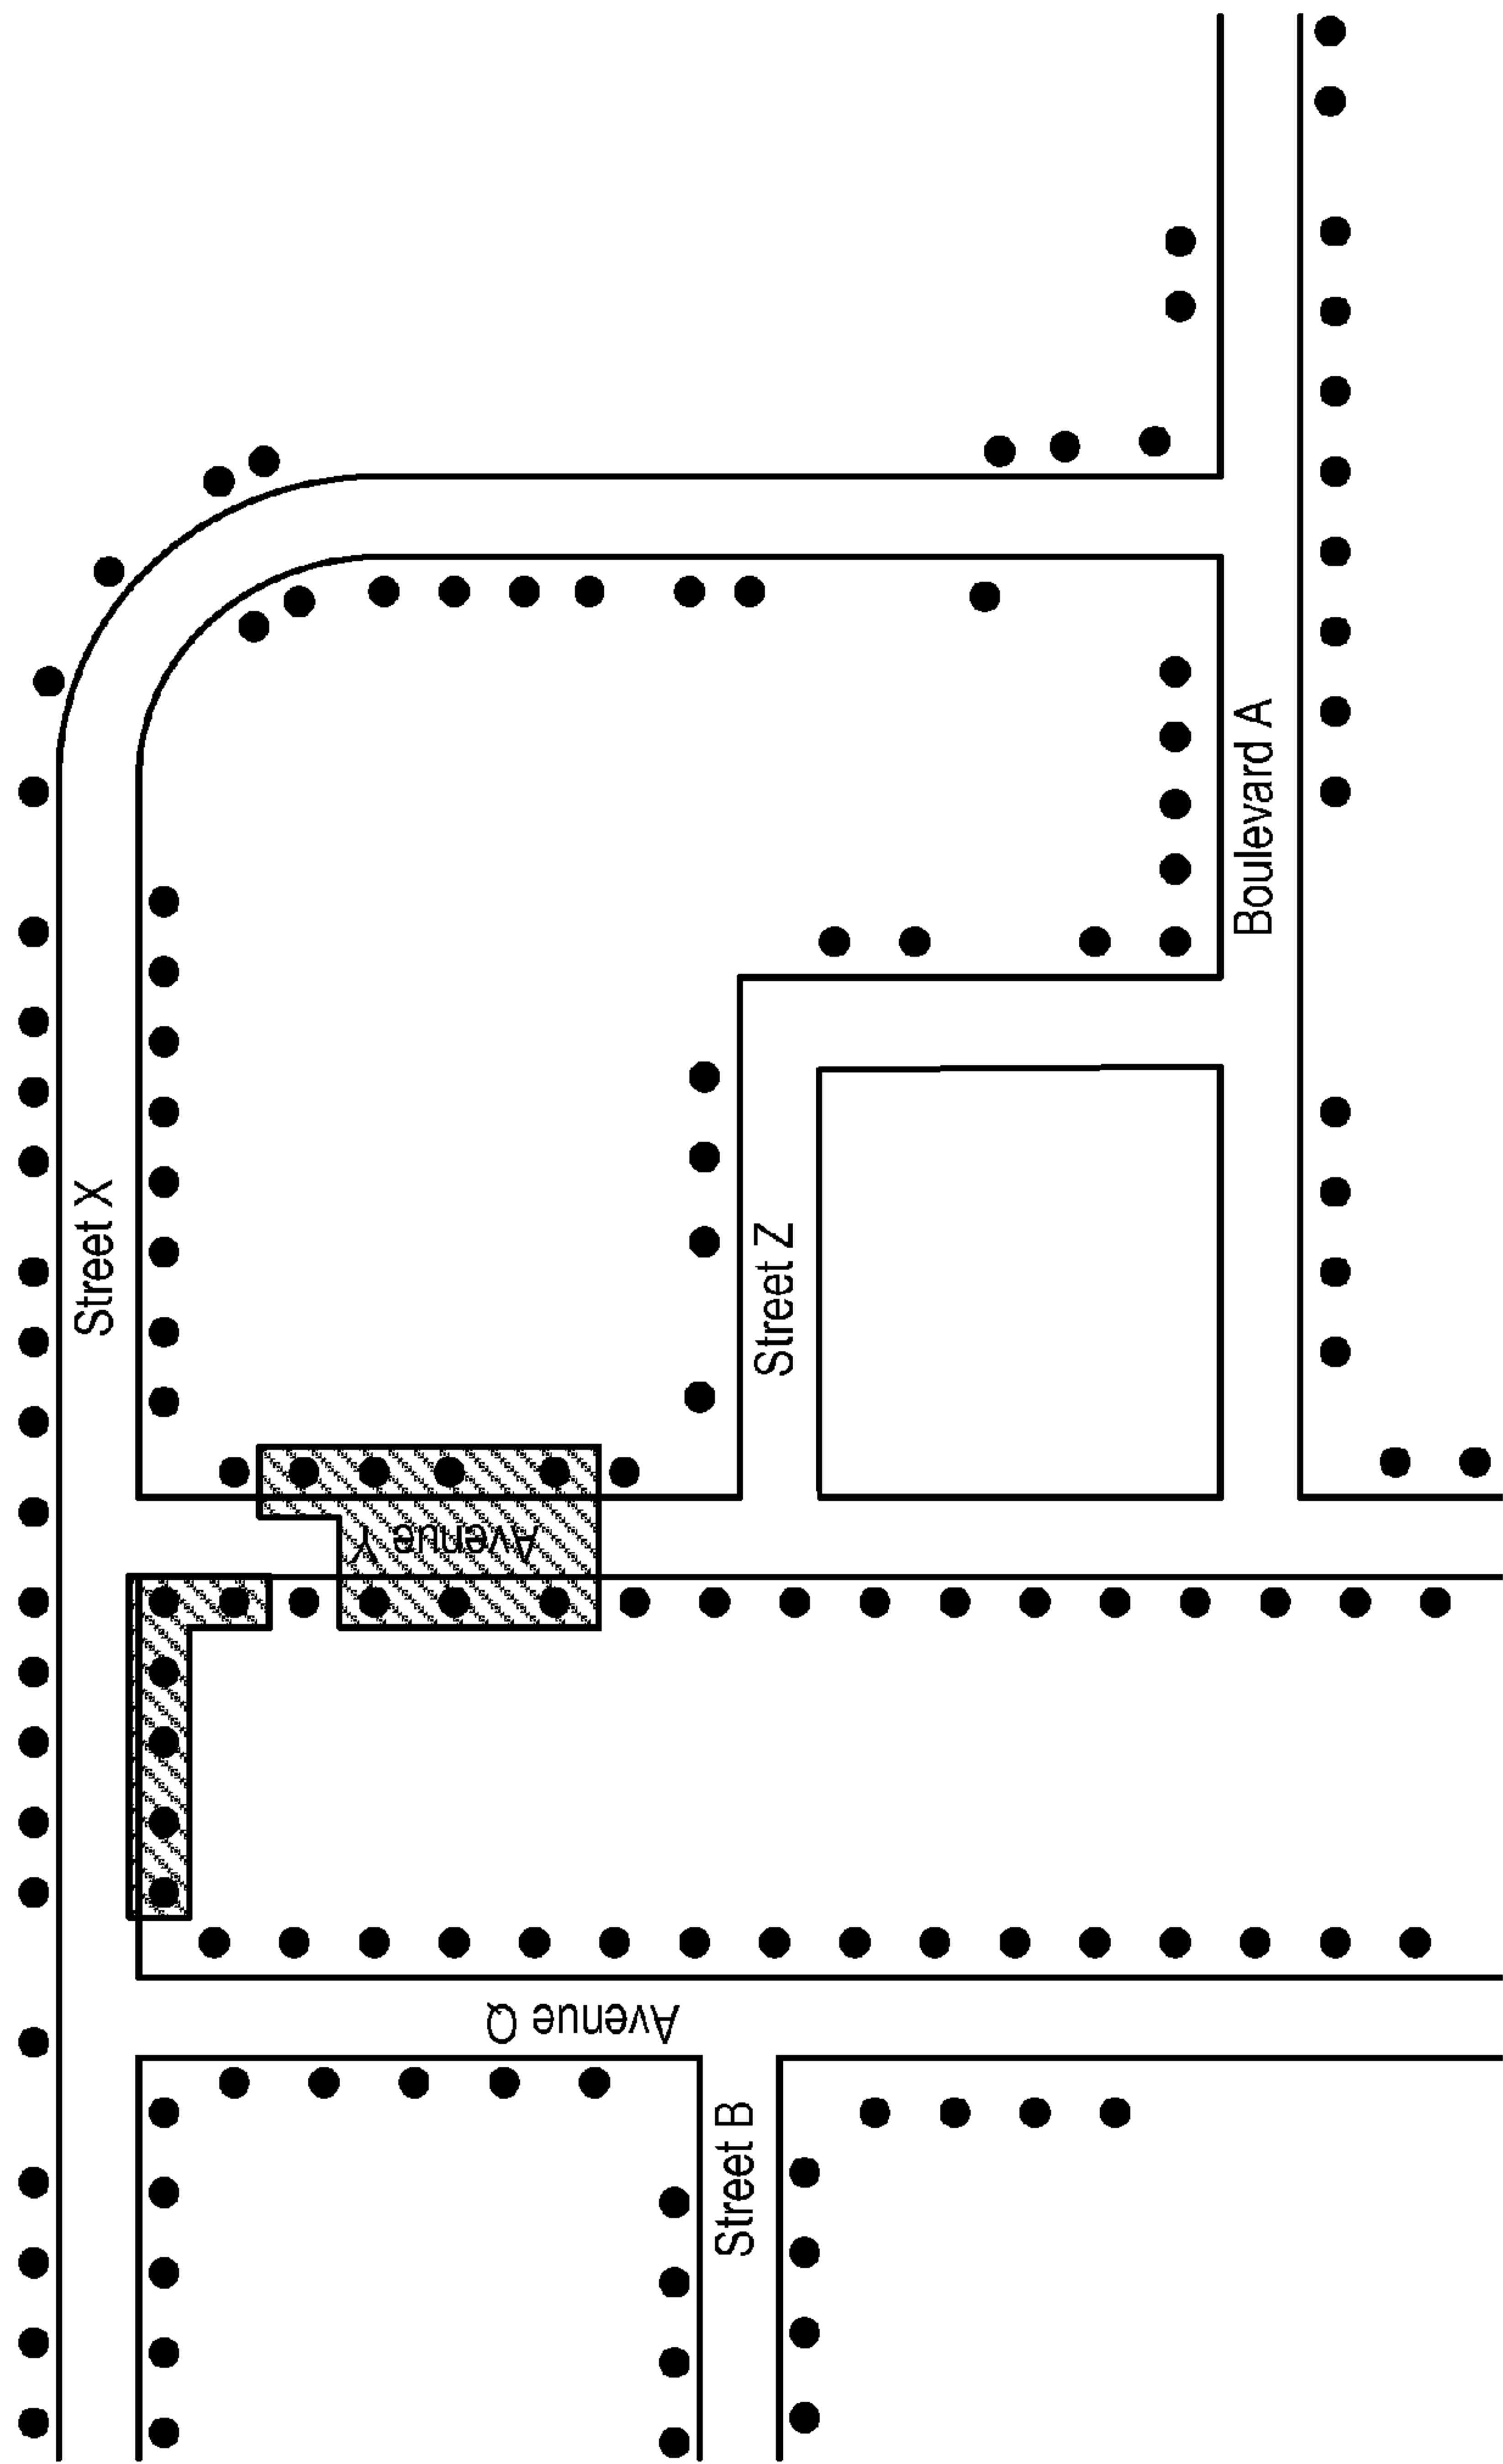 Boulevard A
Street X
Street Z
Avenue Y
Avenue Q
Street B